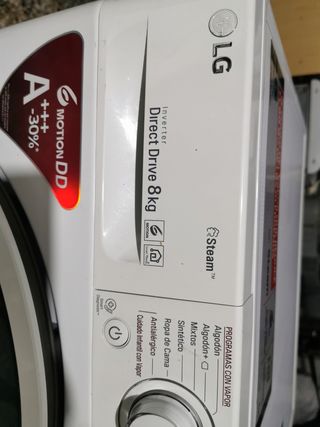 LG
Inverter
Direct Drive 8kg
Steam™
6 MOTION DD
A+++
-30%*
PROGRAMAS CON VAPOR
Algodón
Algodón+
Mixtos
Sintético
Ropa de Cama
Antialérgico
Cuidado Infantil con Vapor